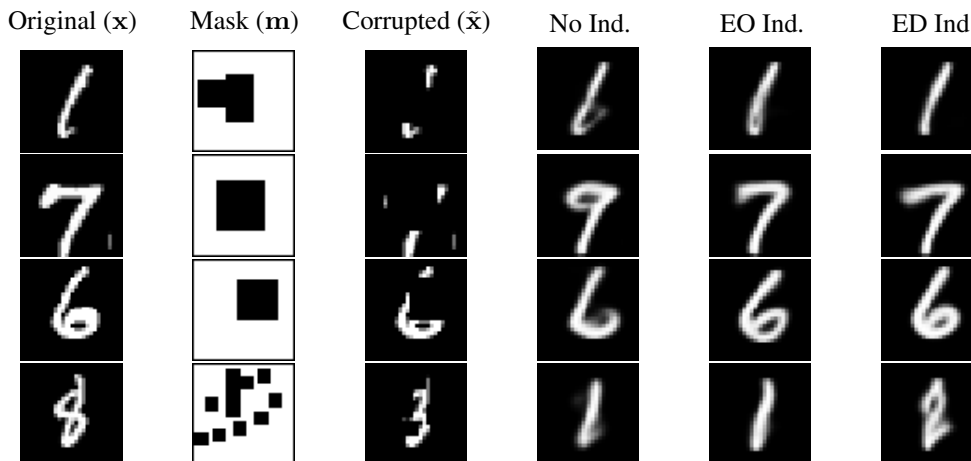 Original (x) Mask (m) Corrupted (x̃) No Ind. EO Ind. ED Ind